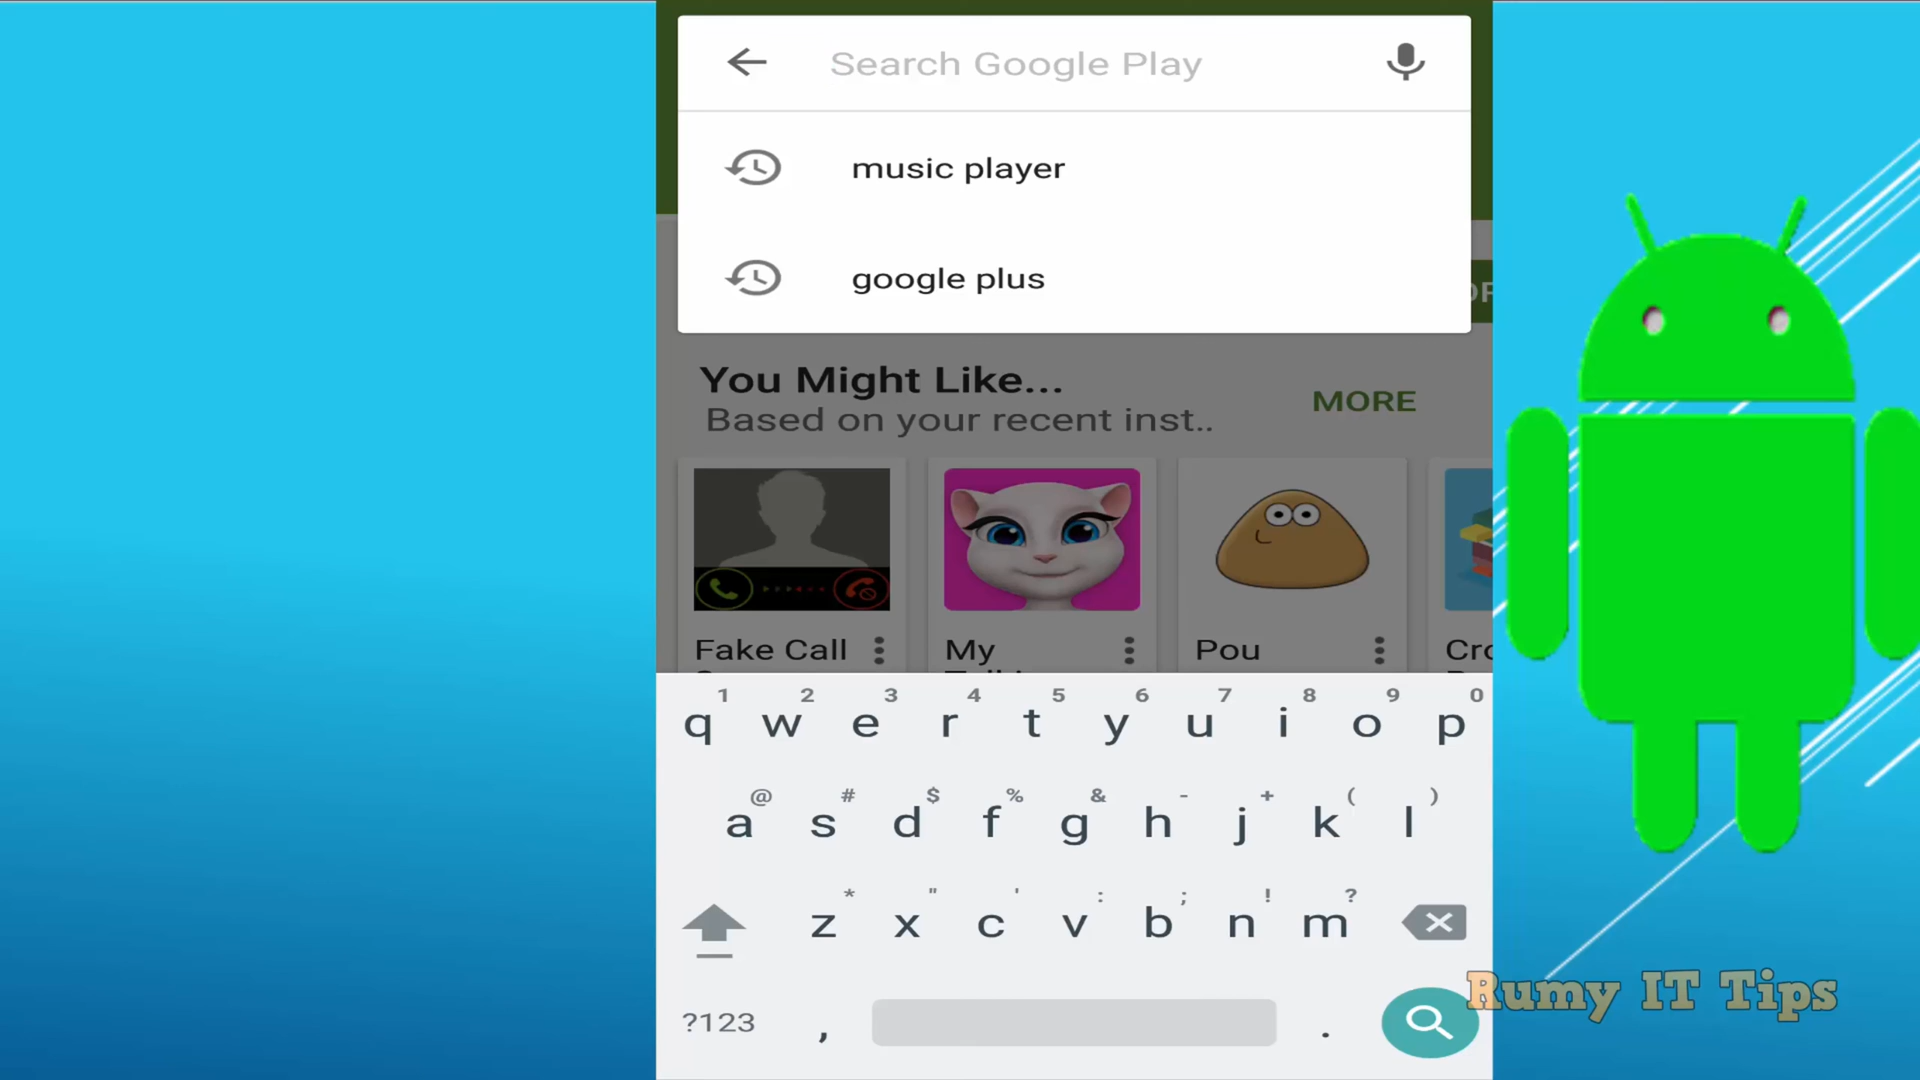 Search Google Play
music player
google plus
You Might Like...
MORE
Based on your recent inst..
Fake Call
My
Pou
1 2 3 4 5 6 7 8 9 0
q w e r t y u i o p
@ # $ % & - + ( )
a s d f g h j k l
* " ' : ; ! ?
z x c v b n m
?123 , .
Rumy IT Tips